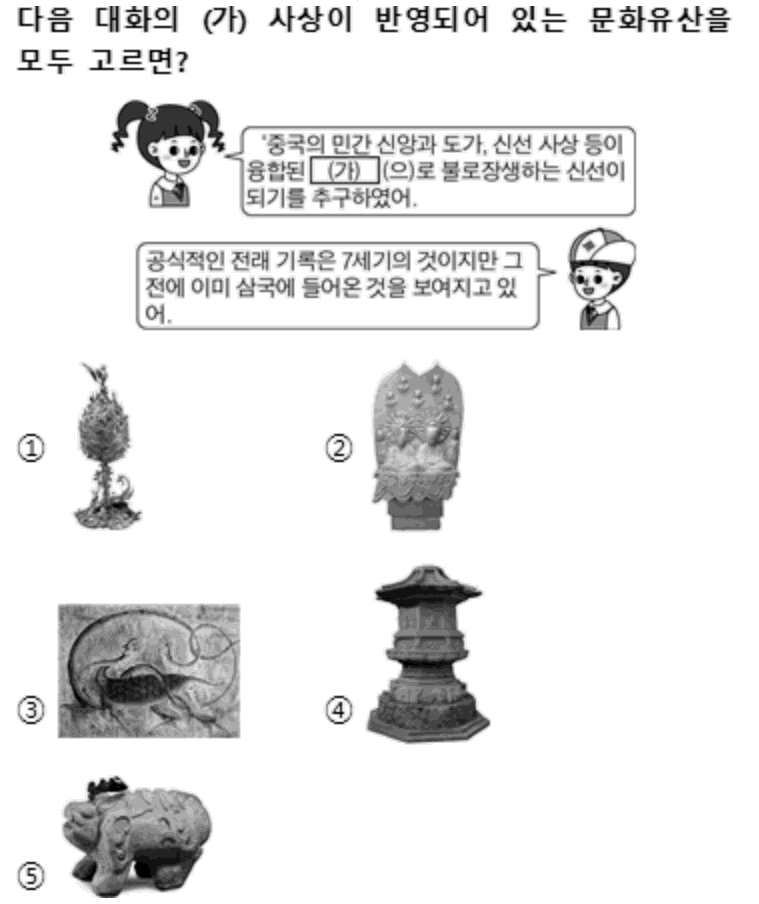 다음 대화의 (가) 사상이 반영되어 있는 문화유산을
모두 고르면?
'중국의 민간 신앙과 도가, 신선 사상 등이
융합된 (가) (으)로 불로장생하는 신선이
되기를 추구하였어.
공식적인 전래 기록은 7세기의 것이지만 그
전에 이미 삼국에 들어온 것을 보여지고 있
어.
①
②
③
④
⑤